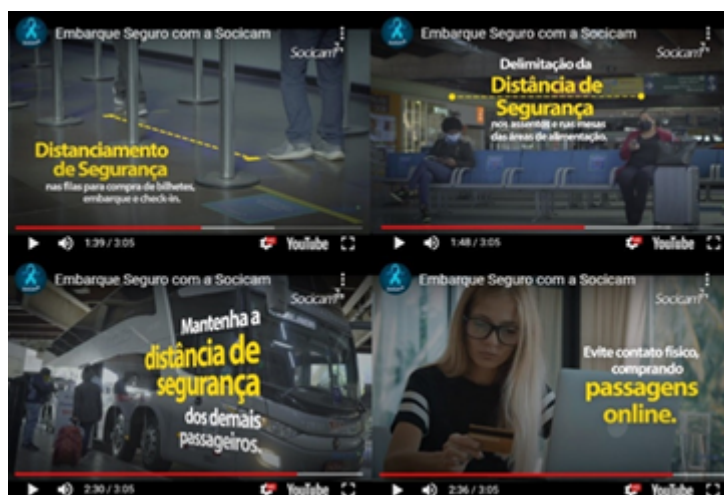 Embarque Seguro com a Socicam
Socicam
Distanciamento
de Segurança
nas filas para compra de bilhetes,
embarque e check-in.
1:39 / 3:05
YouTube
Embarque Seguro com a Socicam
Socicam
Delimitação da
Distância de
Segurança
nos assentos e nas mesas
das áreas de alimentação.
1:48 / 3:05
YouTube
Embarque Seguro com a Socicam
Socicam
Mantenha a
distância de
segurança
dos demais
passageiros.
2:30 / 3:05
YouTube
Embarque Seguro com a Socicam
Socicam
Evite contato físico,
comprando
passagens
online.
2:36 / 3:05
YouTube